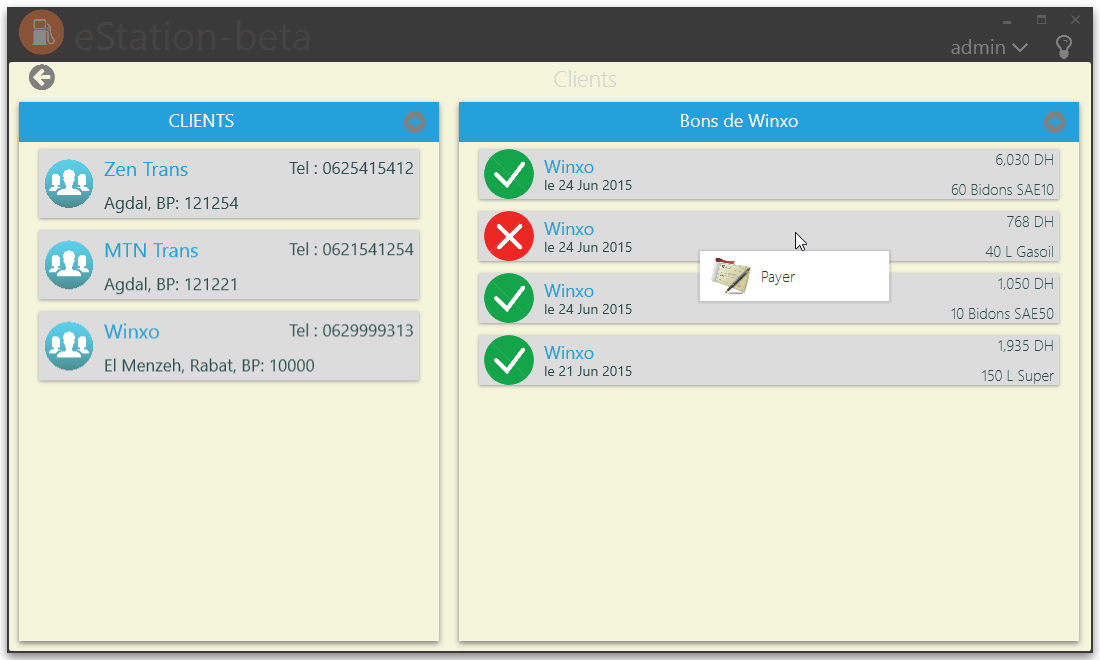 eStation-beta
admin
Clients
CLIENTS
Zen Trans
Tel : 0625415412
Agdal, BP: 121254
MTN Trans
Tel : 0621541254
Agdal, BP: 121221
Winxo
Tel : 0629999313
El Menzeh, Rabat, BP: 10000
Bons de Winxo
Winxo
6,030 DH
le 24 Jun 2015
60 Bidons SAE10
Winxo
768 DH
le 24 Jun 2015
40 L Gasoil
Payer
Winxo
1,050 DH
le 24 Jun 2015
10 Bidons SAE50
Winxo
1,935 DH
le 21 Jun 2015
150 L Super